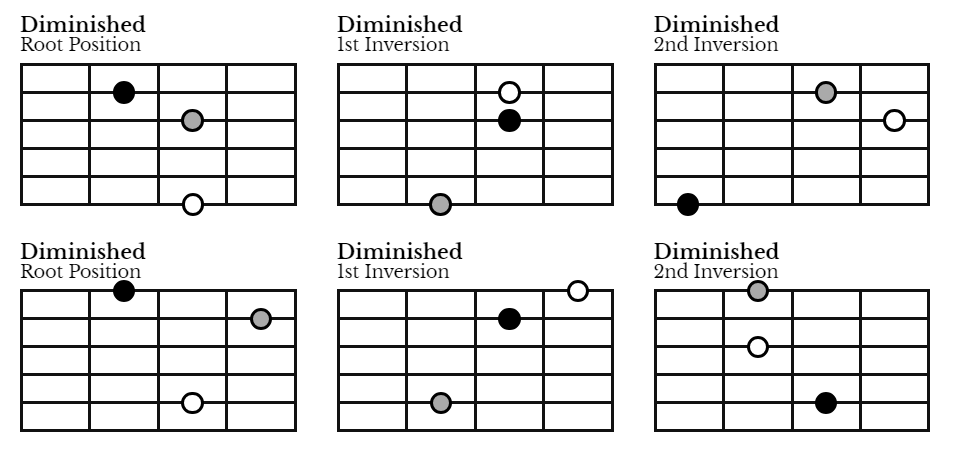 Diminished
Root Position
Diminished
1st Inversion
Diminished
2nd Inversion
Diminished
Root Position
Diminished
1st Inversion
Diminished
2nd Inversion